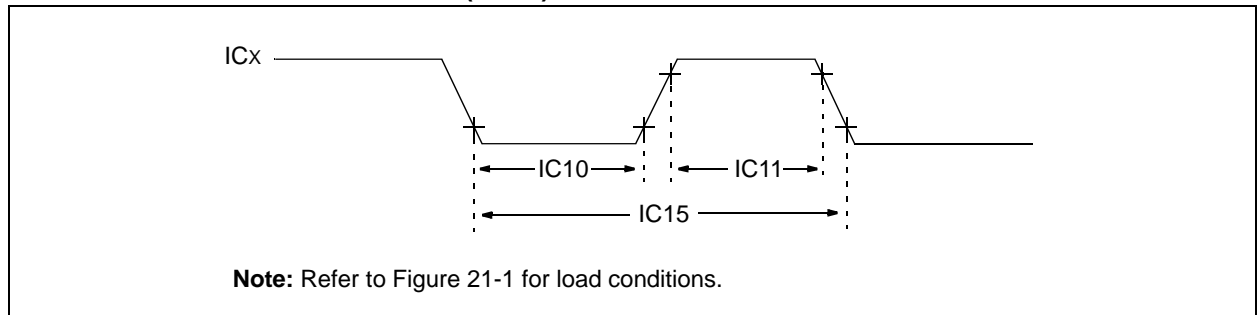 ICX
IC10
IC11
IC15
Note: Refer to Figure 21-1 for load conditions.